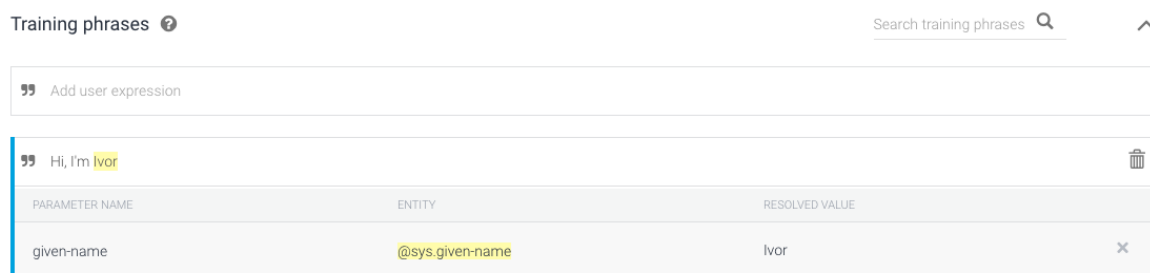 Training phrases ?
Search training phrases
Add user expression
Hi, I'm Ivor
PARAMETER NAME ENTITY RESOLVED VALUE
given-name @sys.given-name Ivor